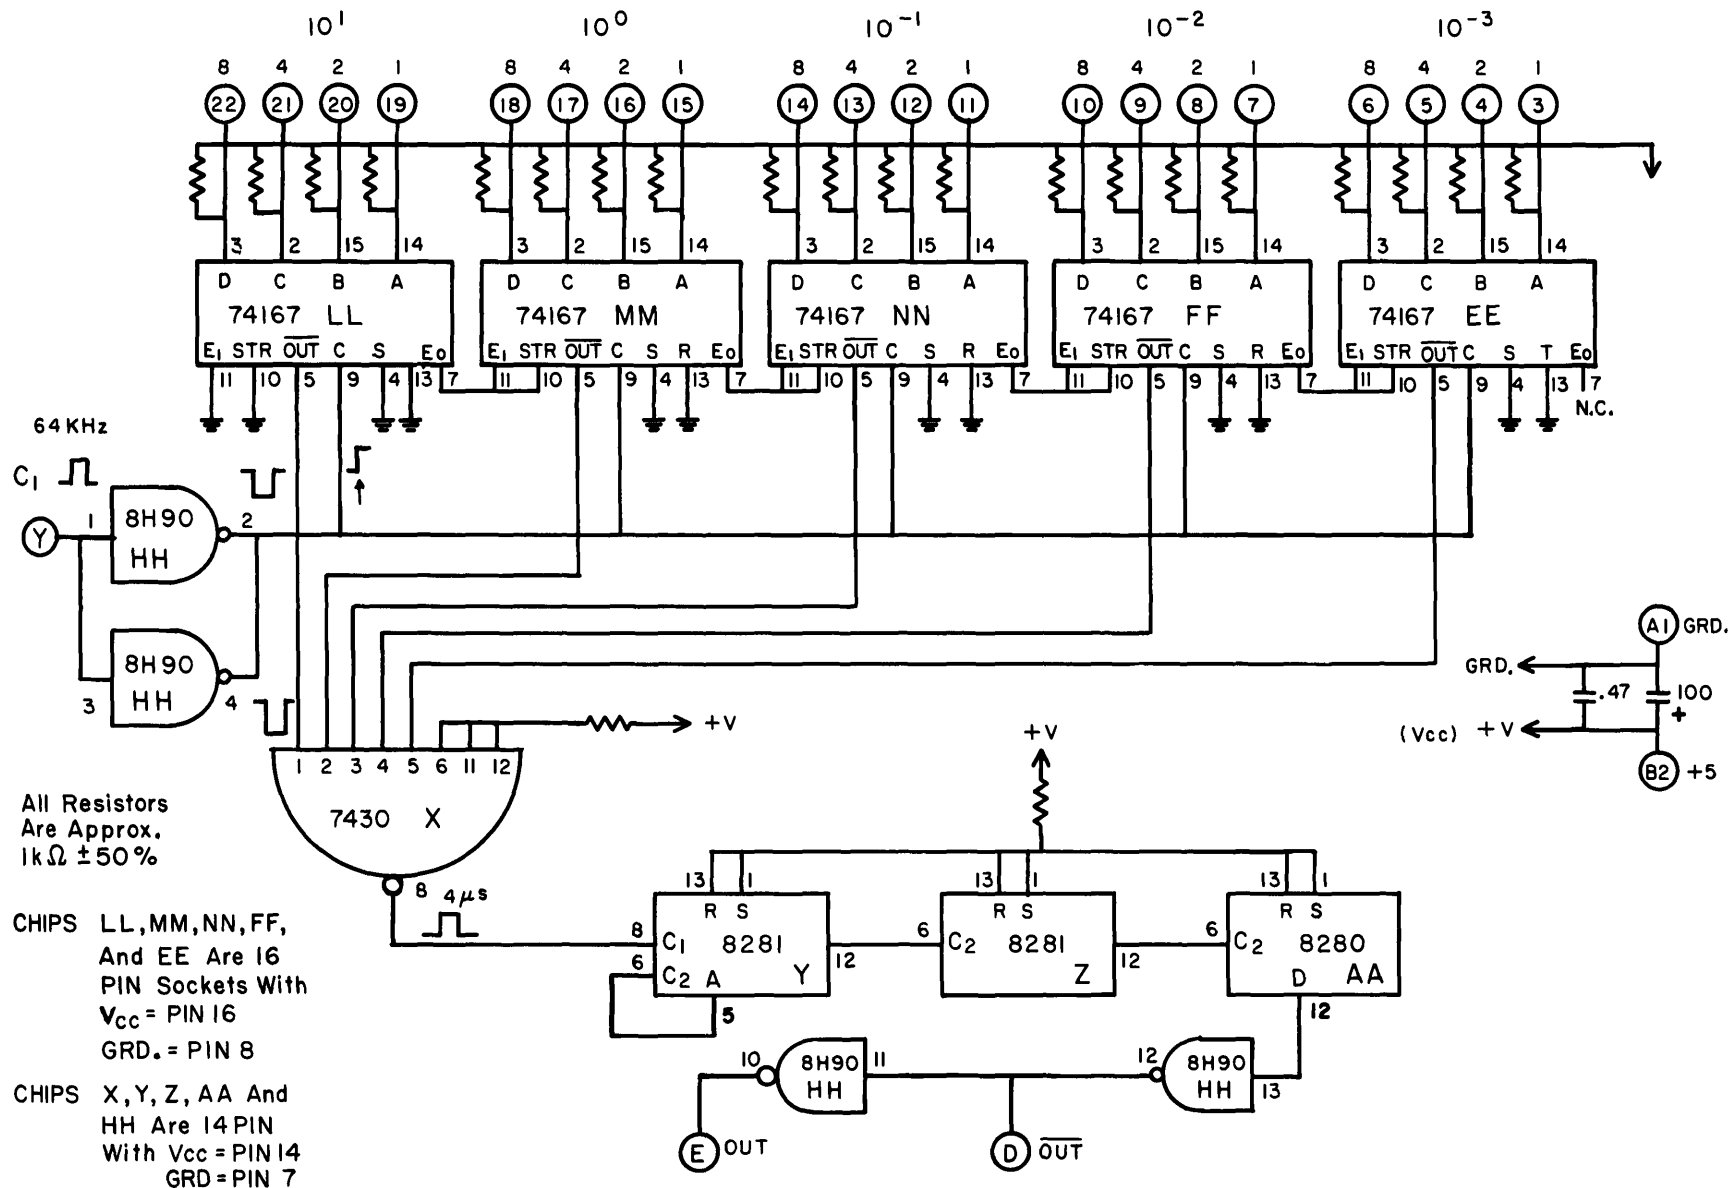 10¹ 10⁰ 10⁻¹ 10⁻² 10⁻³
8 4 2 1 8 4 2 1 8 4 2 1 8 4 2 1 8 4 2 1
22 21 20 19 18 17 16 15 14 13 12 11 10 9 8 7 6 5 4 3
3 2 15 14 3 2 15 14 3 2 15 14 3 2 15 14 3 2 15 14
D C B A D C B A D C B A D C B A D C B A
74167 LL 74167 MM 74167 NN 74167 FF 74167 EE
E₁ STR O̅U̅T̅ C S E₀ E₁ STR O̅U̅T̅ C S R E₀ E₁ STR O̅U̅T̅ C S R E₀ E₁ STR O̅U̅T̅ C S R E₀ E₁ STR O̅U̅T̅ C S T E₀
11 10 5 9 4 13 7 11 10 5 9 4 13 7 11 10 5 9 4 13 7 11 10 5 9 4 13 7 11 10 5 9 4 13 7
N.C.
64KHz
C₁
Y 1 8H90 2
HH
3 8H90 4
HH
A1 GRD.
GRD. .47 100
+
(Vcc) +V
B2 +5
+V
+V
1 2 3 4 5 6 11 12
7430 X
8 4μs
All Resistors
Are Approx.
1kΩ ±50%
13 1 13 1 13 1
R S R S R S
8 C₁ 8281 6 C₂ 8281 6 C₂ 8280
6 C₂ A Y 12 Z 12 D AA
5 12
CHIPS LL,MM,NN,FF,
And EE Are 16
PIN Sockets With
Vcc = PIN 16
GRD. = PIN 8
CHIPS X,Y,Z,AA And
HH Are 14 PIN
With Vcc = PIN 14
GRD = PIN 7
10 8H90 11 12 8H90 13
HH HH
E OUT D O̅U̅T̅